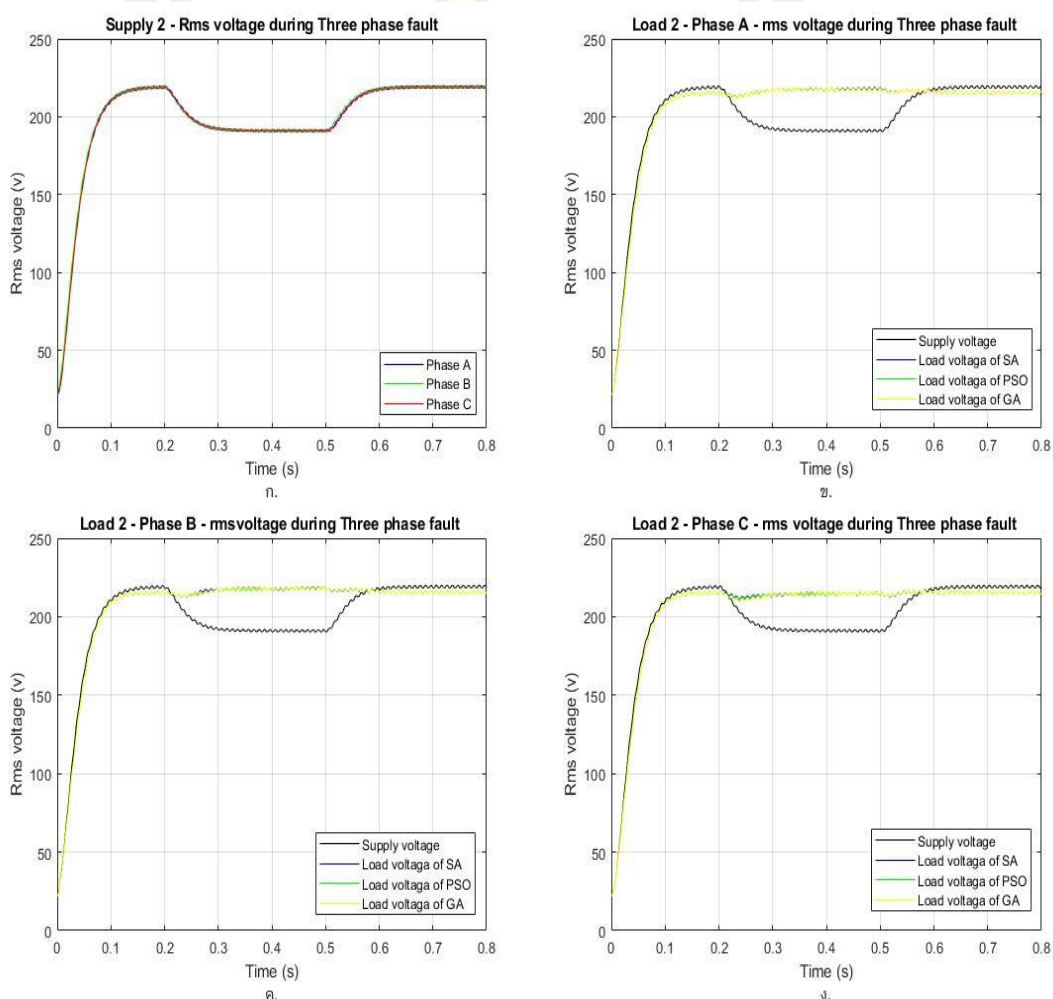 Supply 2 - Rms voltage during Three phase fault
250
200
150
100
50
0
Rms voltage (v)
Phase A
Phase B
Phase C
0 0.1 0.2 0.3 0.4 0.5 0.6 0.7 0.8
Time (s)
ก.
Load 2 - Phase A - rms voltage during Three phase fault
250
200
150
100
50
0
Rms voltage (v)
Supply voltage
Load voltaga of SA
Load voltaga of PSO
Load voltaga of GA
0 0.1 0.2 0.3 0.4 0.5 0.6 0.7 0.8
Time (s)
ข.
Load 2 - Phase B - rmsvoltage during Three phase fault
250
200
150
100
50
0
Rms voltage (v)
Supply voltage
Load voltaga of SA
Load voltaga of PSO
Load voltaga of GA
0 0.1 0.2 0.3 0.4 0.5 0.6 0.7 0.8
Time (s)
ค.
Load 2 - Phase C - rms voltage during Three phase fault
250
200
150
100
50
0
Rms voltage (v)
Supply voltage
Load voltaga of SA
Load voltaga of PSO
Load voltaga of GA
0 0.1 0.2 0.3 0.4 0.5 0.6 0.7 0.8
Time (s)
ง.